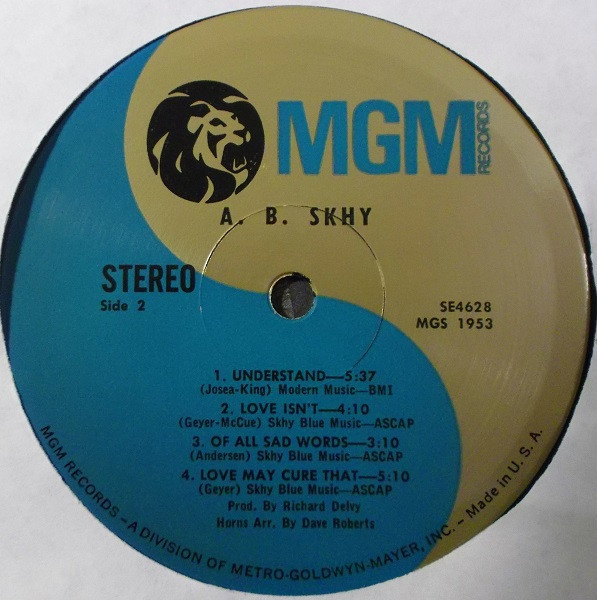 MGM
RECORDS
A. B. SKHY
STEREO
Side 2
SE4628
MGS 1953
1. UNDERSTAND—5:37
(Josea-King) Modern Music—BMI
2. LOVE ISN'T—4:10
(Geyer-McCue) Skhy Blue Music—ASCAP
3. OF ALL SAD WORDS—3:10
(Andersen) Skhy Blue Music—ASCAP
4. LOVE MAY CURE THAT—5:10
(Geyer) Skhy Blue Music—ASCAP
Prod. By Richard Delvy
Horns Arr. By Dave Roberts
MGM RECORDS – A DIVISION OF METRO-GOLDWYN-MAYER, INC. – Made in U. S. A.